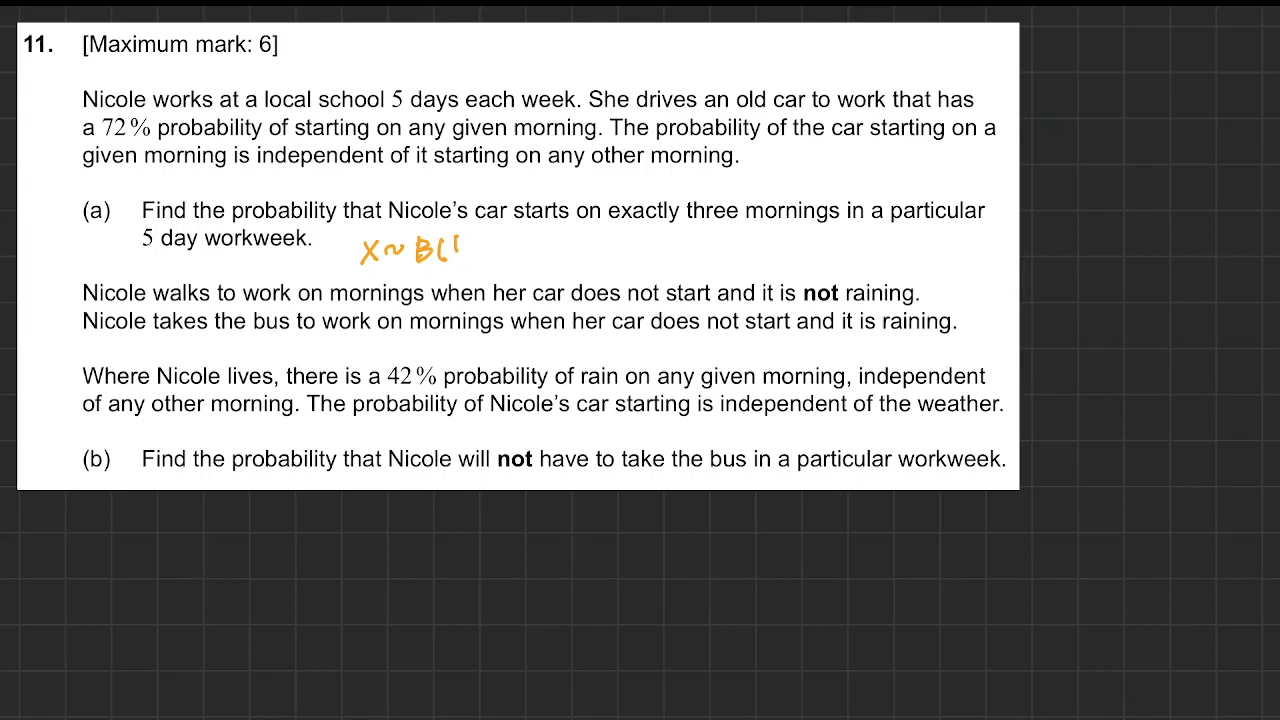 11. [Maximum mark: 6]
Nicole works at a local school 5 days each week. She drives an old car to work that has
a 72% probability of starting on any given morning. The probability of the car starting on a
given morning is independent of it starting on any other morning.
(a) Find the probability that Nicole's car starts on exactly three mornings in a particular
5 day workweek.
X~B(
Nicole walks to work on mornings when her car does not start and it is not raining.
Nicole takes the bus to work on mornings when her car does not start and it is raining.
Where Nicole lives, there is a 42% probability of rain on any given morning, independent
of any other morning. The probability of Nicole's car starting is independent of the weather.
(b) Find the probability that Nicole will not have to take the bus in a particular workweek.